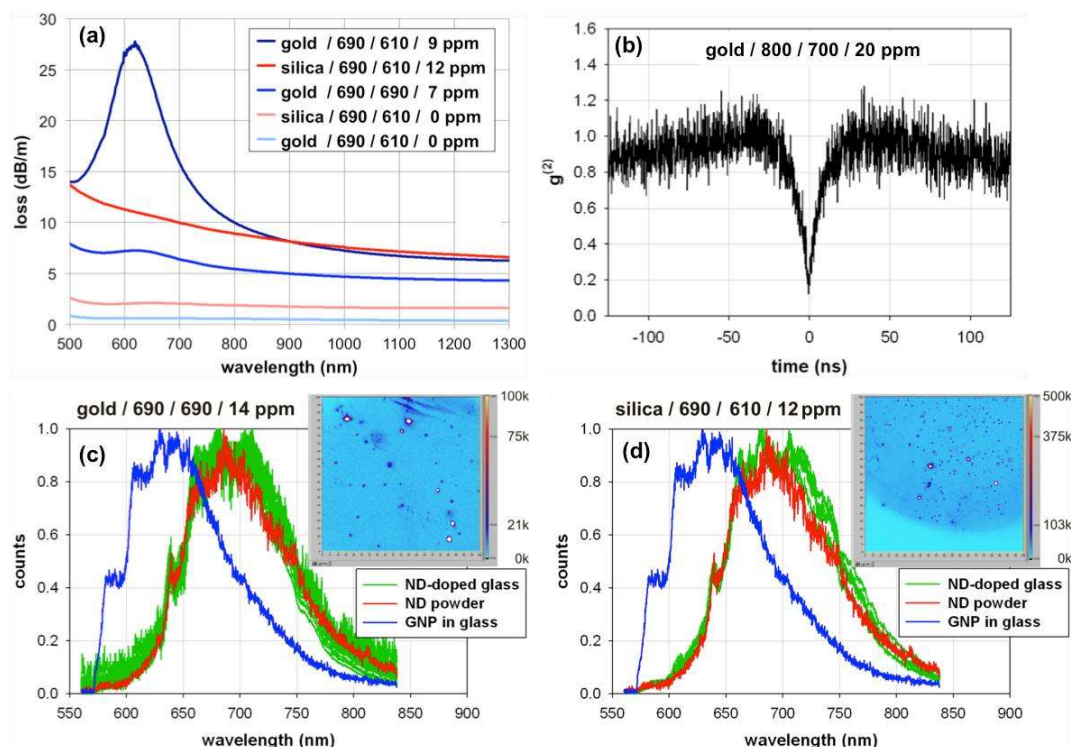 (a)
30
25
20
15
10
5
0
loss (dB/m)
gold / 690 / 610 / 9 ppm
silica / 690 / 610 / 12 ppm
gold / 690 / 690 / 7 ppm
silica / 690 / 610 / 0 ppm
gold / 690 / 610 / 0 ppm
500 600 700 800 900 1000 1100 1200 1300
wavelength (nm)
(b)
gold / 800 / 700 / 20 ppm
1.6
1.4
1.2
1.0
0.8
0.6
0.4
0.2
0.0
g(2)
-100 -50 0 50 100
time (ns)
gold / 690 / 690 / 14 ppm
(c)
1.0
0.8
0.6
0.4
0.2
0.0
counts
100k
75k
21k
0k
ND-doped glass
ND powder
GNP in glass
550 600 650 700 750 800 850 900
wavelength (nm)
silica / 690 / 610 / 12 ppm
(d)
1.0
0.8
0.6
0.4
0.2
0.0
counts
500k
375k
103k
0k
ND-doped glass
ND powder
GNP in glass
550 600 650 700 750 800 850 900
wavelength (nm)